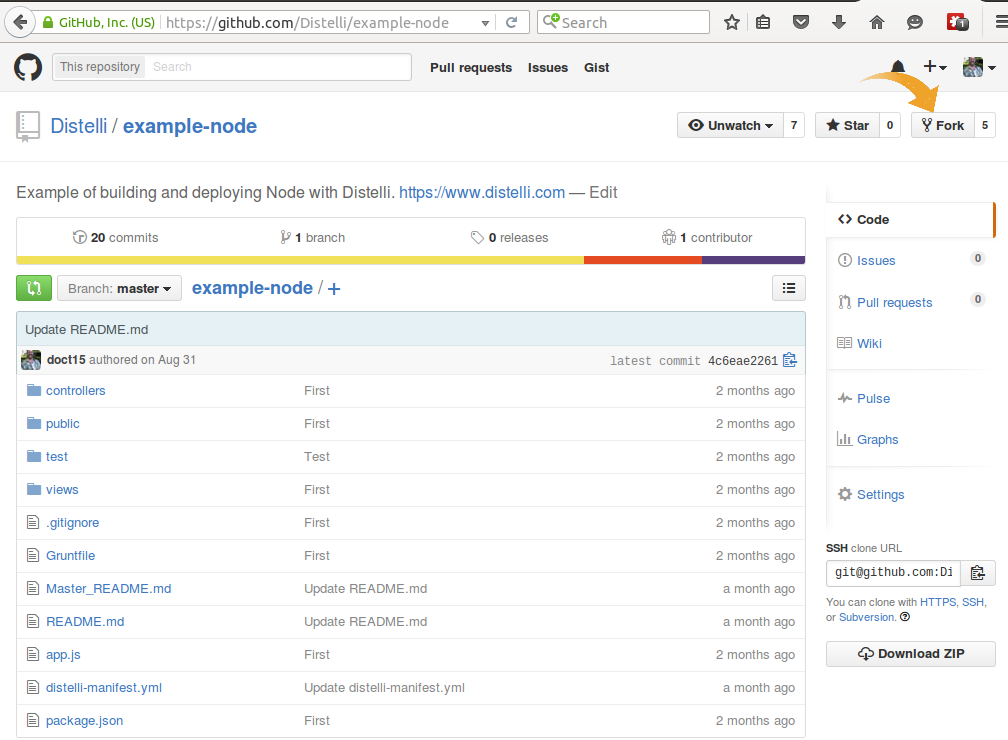 GitHub, Inc. (US) https://github.com/Distelli/example-node Search 1
This repository Search Pull requests Issues Gist
Distelli / example-node Unwatch 7 Star 0 Fork 5
Example of building and deploying Node with Distelli. https://www.distelli.com — Edit
20 commits 1 branch 0 releases 1 contributor
Branch: master example-node / +
Update README.md
doct15 authored on Aug 31 latest commit 4c6eae2261
controllers First 2 months ago
public First 2 months ago
test Test 2 months ago
views First 2 months ago
.gitignore First 2 months ago
Gruntfile First 2 months ago
Master_README.md Update README.md a month ago
README.md Update README.md a month ago
app.js First 2 months ago
distelli-manifest.yml Update distelli-manifest.yml a month ago
package.json First 2 months ago
Code
Issues 0
Pull requests 0
Wiki
Pulse
Graphs
Settings
SSH clone URL
git@github.com:Di
You can clone with HTTPS, SSH,
or Subversion.
Download ZIP